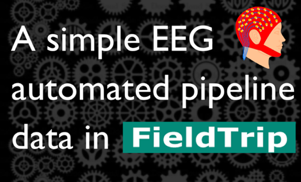 A simple EEG
automated pipeline
data in FieldTrip